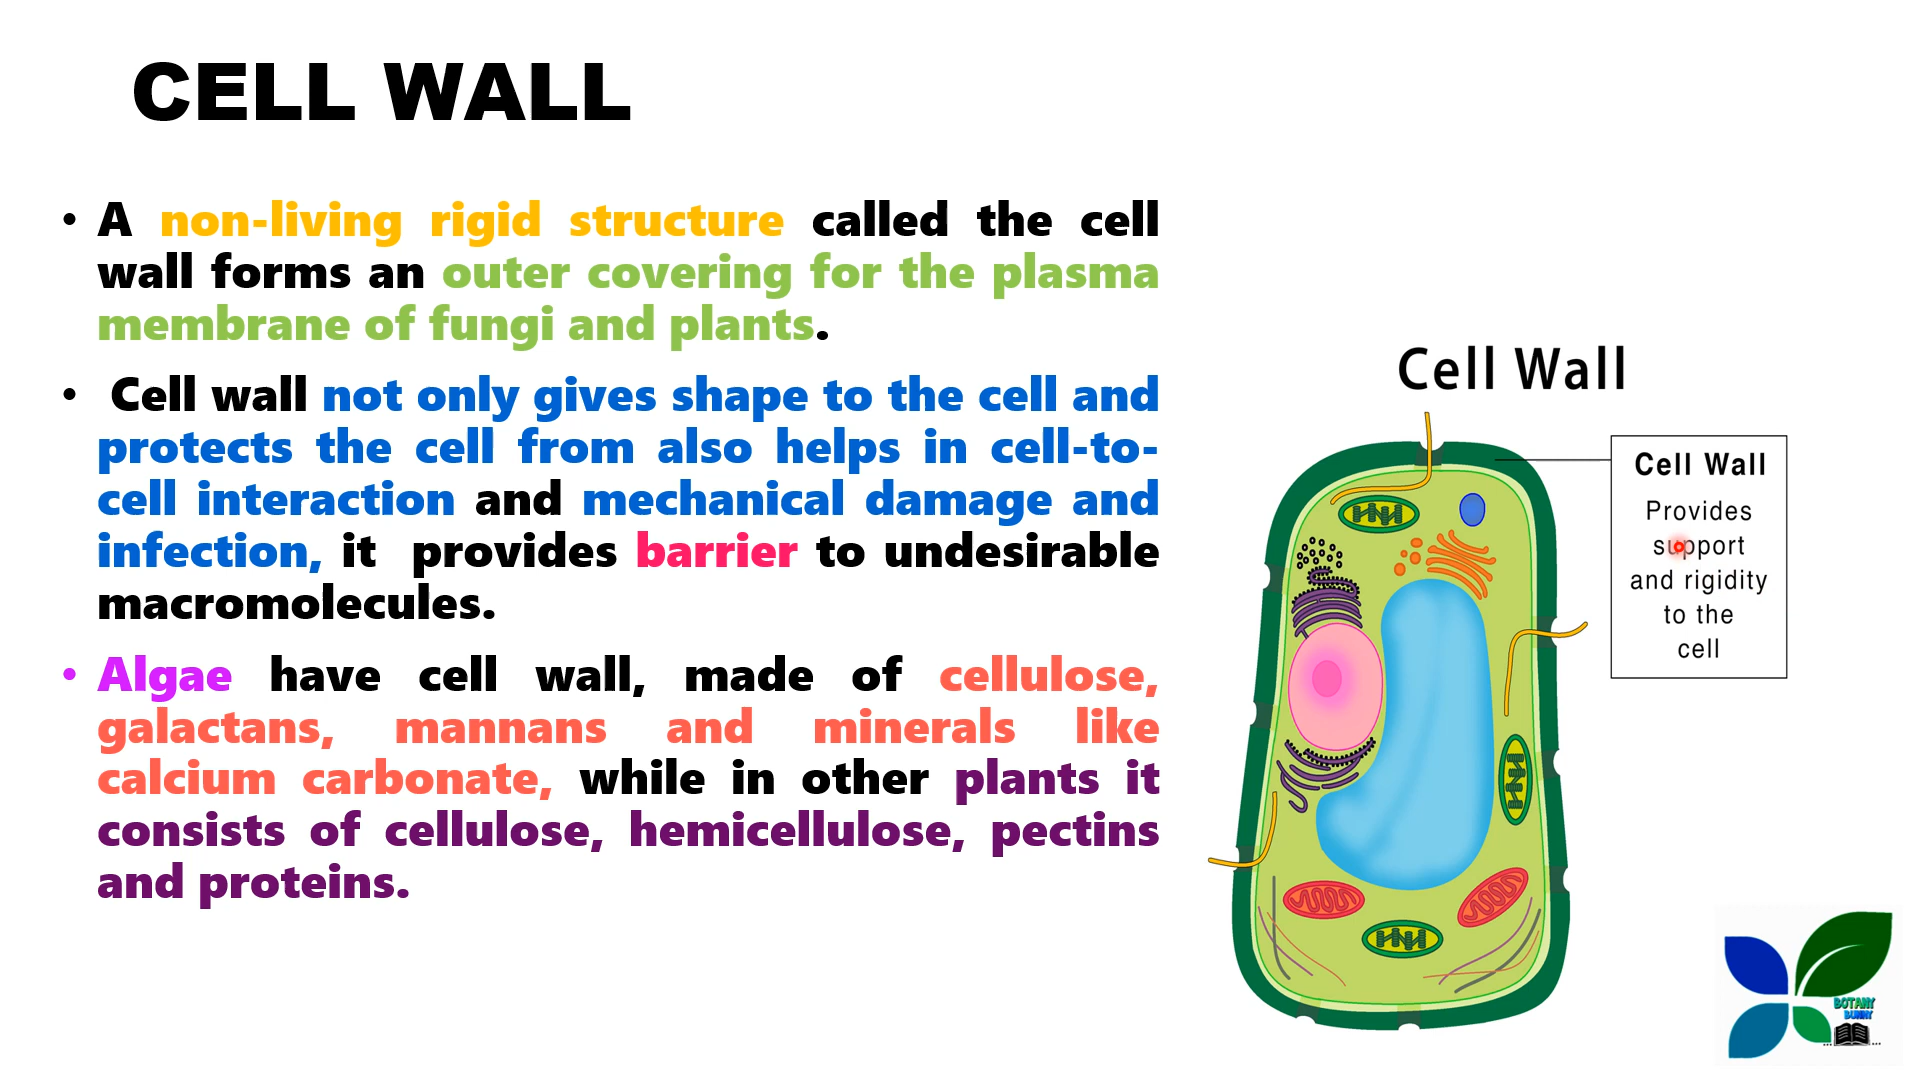 CELL WALL
• A non-living rigid structure called the cell
wall forms an outer covering for the plasma
membrane of fungi and plants.
• Cell wall not only gives shape to the cell and
protects the cell from also helps in cell-to-
cell interaction and mechanical damage and
infection, it provides barrier to undesirable
macromolecules.
• Algae have cell wall, made of cellulose,
galactans, mannans and minerals like
calcium carbonate, while in other plants it
consists of cellulose, hemicellulose, pectins
and proteins.
Cell Wall
Cell Wall
Provides
support
and rigidity
to the
cell
BOTANY
BUNNY